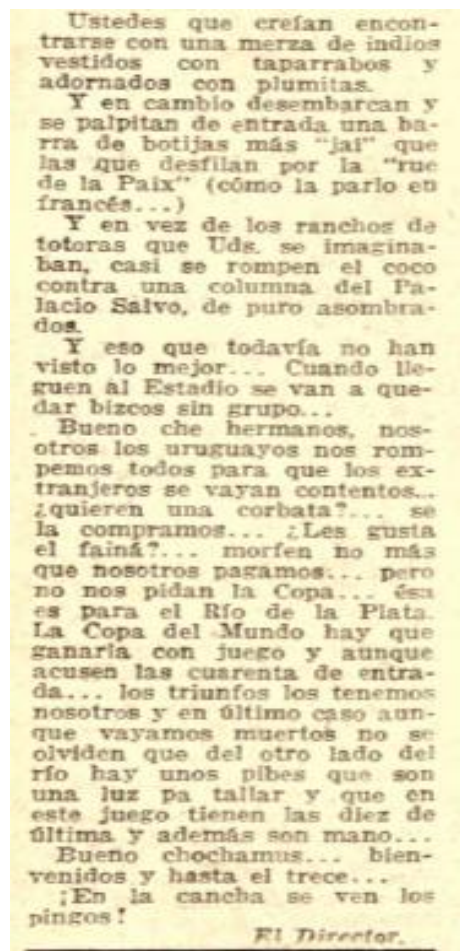 Ustedes que creían encon-
trarse con una merza de indios
vestidos con taparrabos y
adornados con plumitas.
Y en cambio desembarcan y
se palpitan de entrada una ba-
rra de botijas más "jai" que
las que desfilan por la "rue
de la Paix" (cómo la parlo en
francés...)
Y en vez de los ranchos de
totoras que Uds. se imagina-
ban, casi se rompen el coco
contra una columna del Pa-
lacio Salvo, de puro asombra-
dos.
Y eso que todavía no han
visto lo mejor... Cuando lle-
guen al Estadio se van a que-
dar bizcos sin grupo...
Bueno che hermanos, nos-
otros los uruguayos nos rom-
pemos todos para que los ex-
tranjeros se vayan contentos...
¿quieren una corbata?... se
la compramos... ¿Les gusta
el fainá?... morfen no más
que nosotros pagamos... pero
no nos pidan la Copa... ésa
es para el Río de la Plata.
La Copa del Mundo hay que
ganarla con juego y aunque
acusen las cuarenta de entra-
da... los triunfos los tenemos
nosotros y en último caso aun-
que vayamos muertos no se
olviden que del otro lado del
río hay unos pibes que son
una luz pa tallar y que en
este juego tienen las diez de
última y además son mano...
Bueno chochamus... bien-
venidos y hasta el trece...
¡En la cancha se ven los
pingos!
El Director.